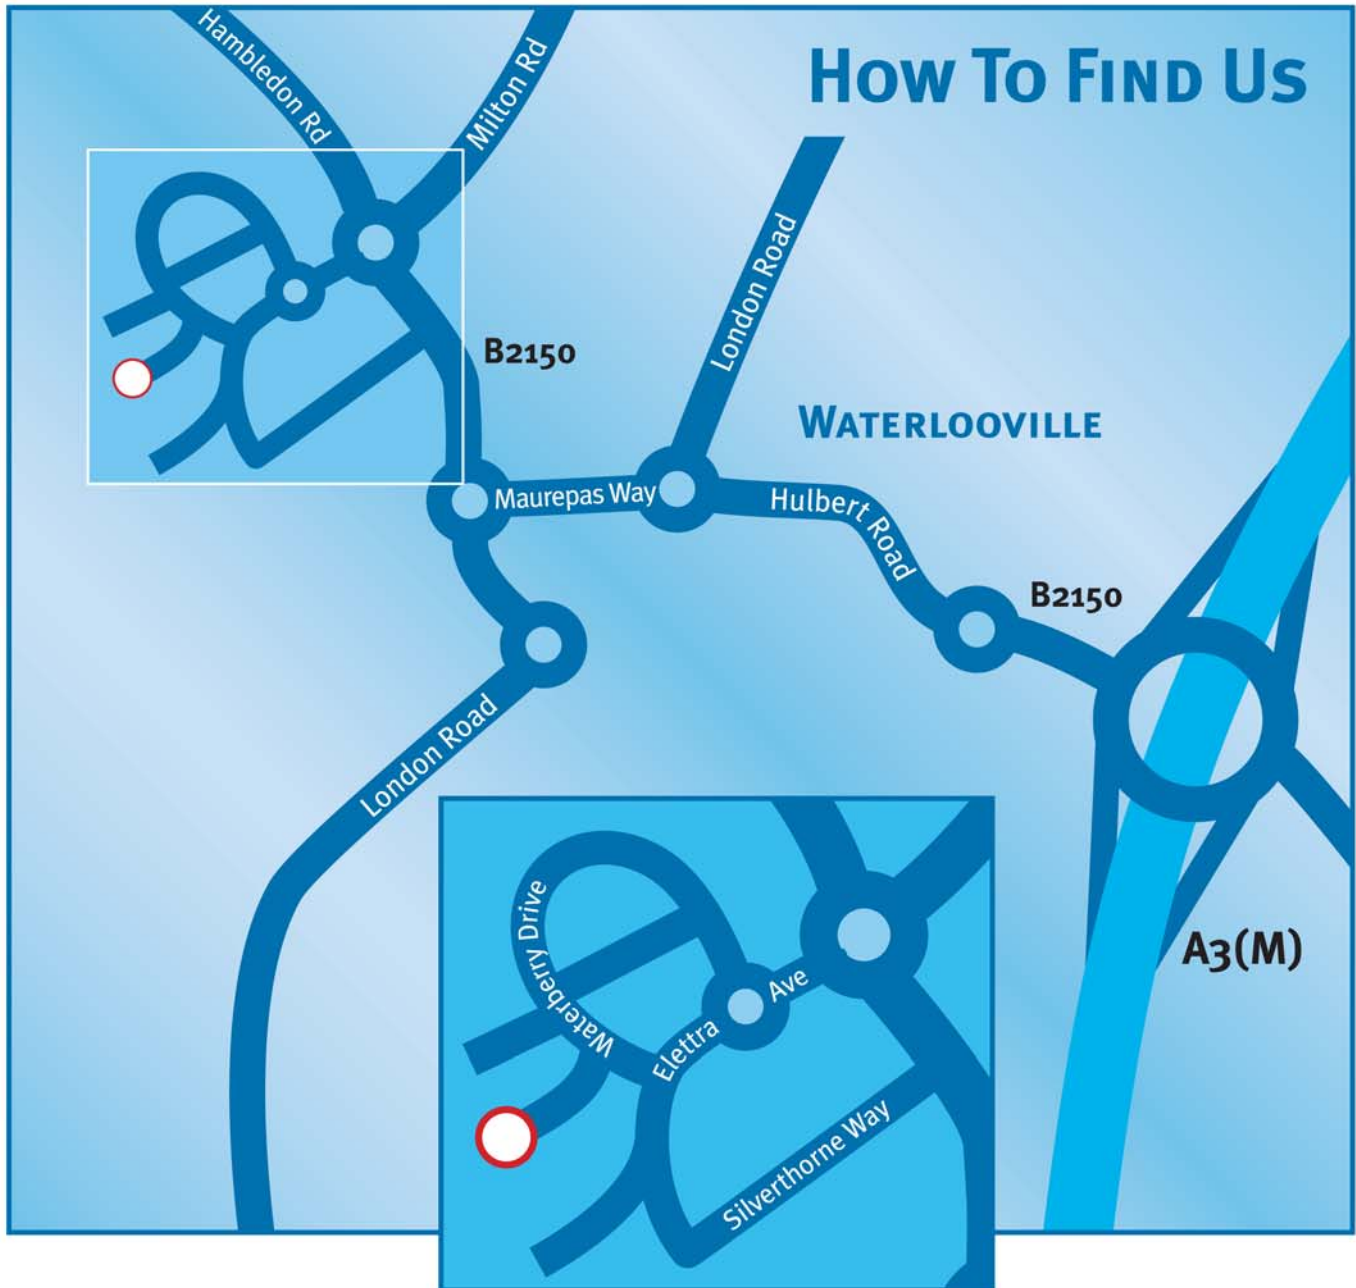 How To Find Us
Hambledon Rd
Milton Rd
London Road
B2150
Waterlooville
Maurepas Way
Hulbert Road
B2150
London Road
A3(M)
Waterberry Drive
Elettra Ave
Silverthorne Way